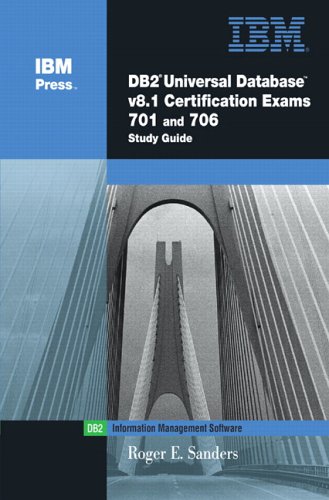 IBM
Press™
IBM®
DB2® Universal Database™
v8.1 Certification Exams
701 and 706
Study Guide
DB2. Information Management Software
Roger E. Sanders